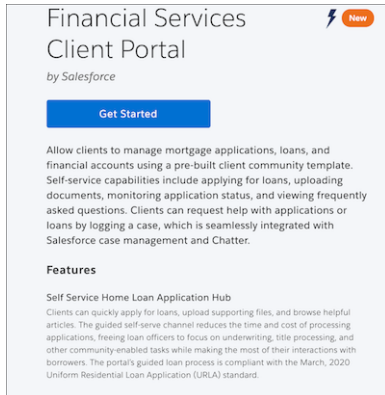 Financial Services
Client Portal
New
by Salesforce
Get Started
Allow clients to manage mortgage applications, loans, and
financial accounts using a pre-built client community template.
Self-service capabilities include applying for loans, uploading
documents, monitoring application status, and viewing frequently
asked questions. Clients can request help with applications or
loans by logging a case, which is seamlessly integrated with
Salesforce case management and Chatter.
Features
Self Service Home Loan Application Hub
Clients can quickly apply for loans, upload supporting files, and browse helpful
articles. The guided self-serve channel reduces the time and cost of processing
applications, freeing loan officers to focus on underwriting, title processing, and
other community-enabled tasks while making the most of their interactions with
borrowers. The portal's guided loan process is compliant with the March, 2020
Uniform Residential Loan Application (URLA) standard.